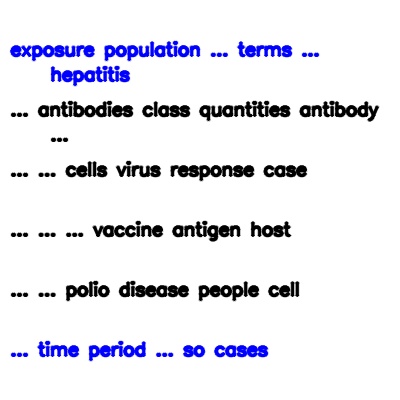 exposure population ... terms ...
hepatitis
... antibodies class quantities antibody
...
... ... cells virus response case
... ... ... vaccine antigen host
... ... polio disease people cell
... time period ... so cases